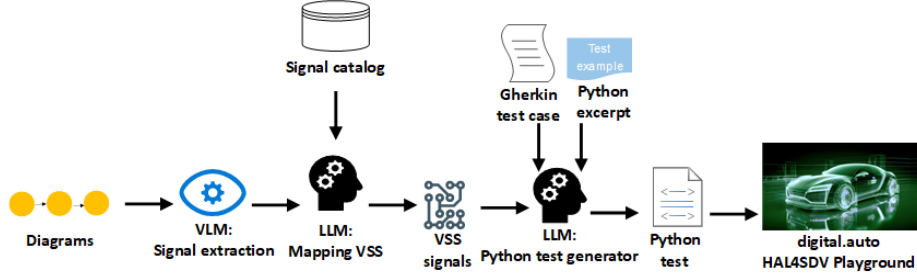 Signal catalog
Gherkin
test case
Test
example
Python
excerpt
Diagrams
VLM:
Signal extraction
LLM:
Mapping VSS
VSS
signals
LLM:
Python test generator
Python
test
digital.auto
HAL4SDV Playground